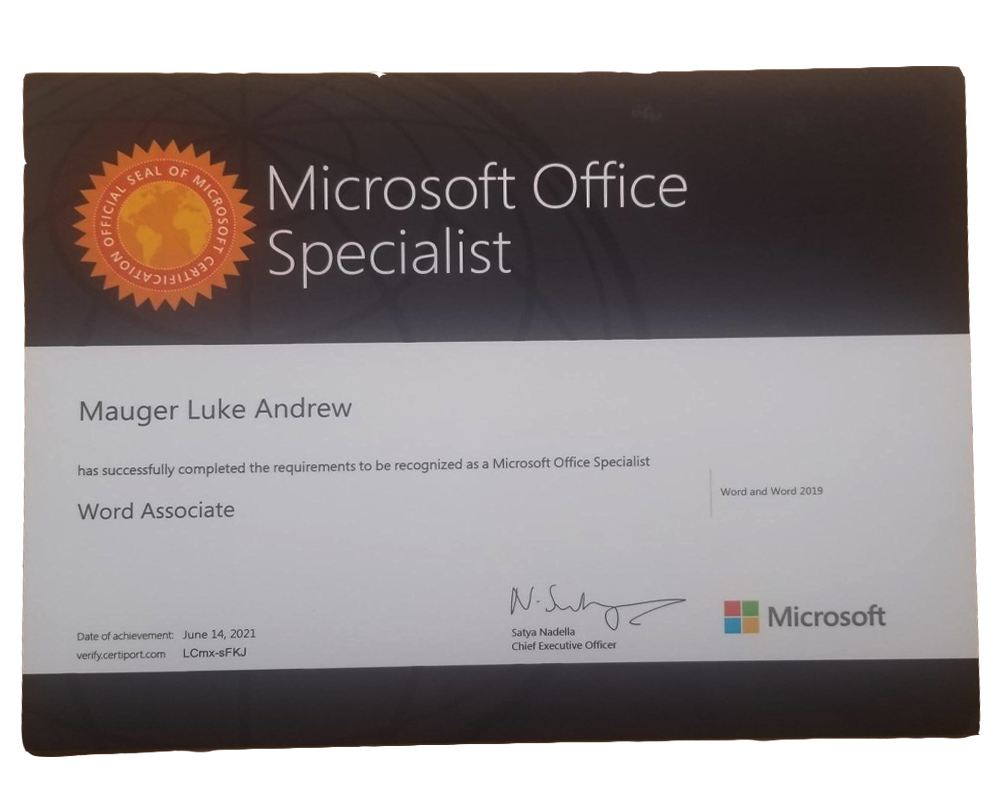 OFFICIAL SEAL OF MICROSOFT CERTIFICATION
Microsoft Office
Specialist
Mauger Luke Andrew
has successfully completed the requirements to be recognized as a Microsoft Office Specialist
Word Associate
Word and Word 2019
Date of achievement: June 14, 2021
verify.certiport.com LCmx-sFKJ
N. Satya
Satya Nadella
Chief Executive Officer
Microsoft